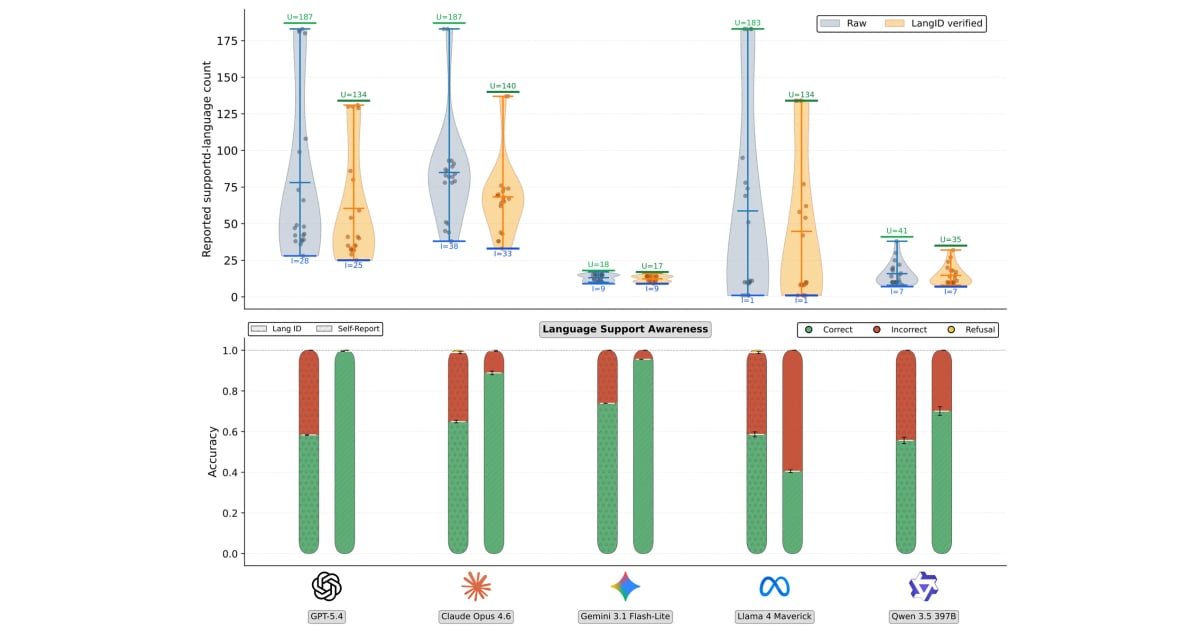 Reported supportd-language count
175
150
125
100
75
50
25
0
U=187
I=28
U=134
I=25
U=187
I=38
U=140
I=33
U=18
I=9
U=17
I=9
U=183
I=1
U=134
I=1
U=41
I=7
U=35
I=7
Raw
LangID verified
Lang ID
Self-Report
Language Support Awareness
Correct
Incorrect
Refusal
Accuracy
1.0
0.8
0.6
0.4
0.2
0.0
GPT-5.4
Claude Opus 4.6
Gemini 3.1 Flash-Lite
Llama 4 Maverick
Qwen 3.5 397B